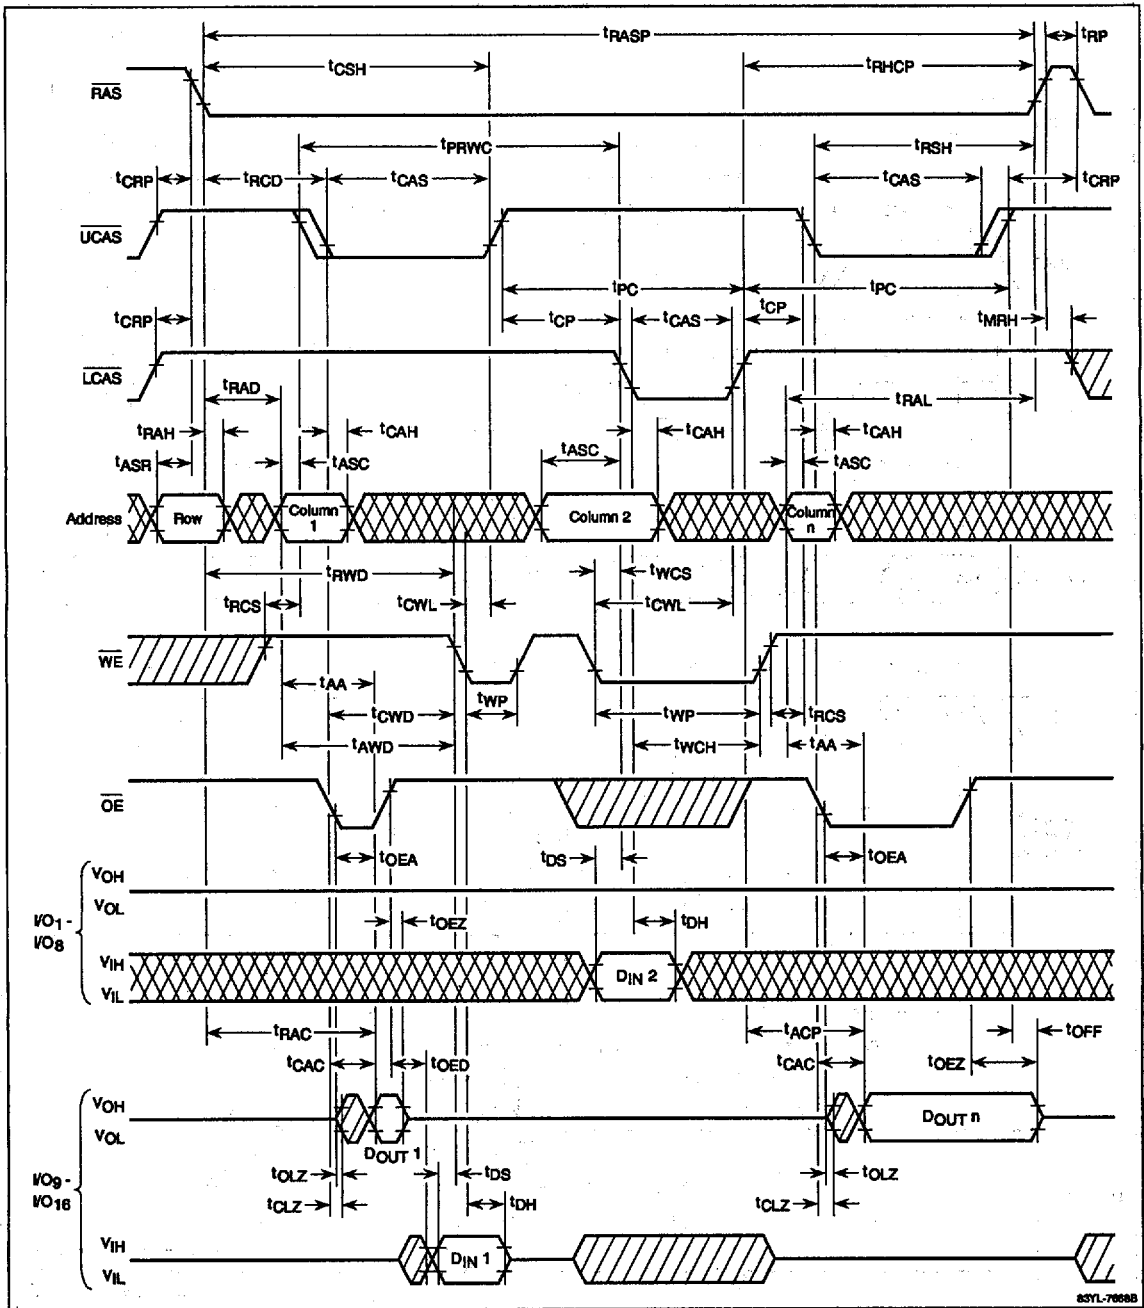 tRASP tRP
tCSH tRHCP
RAS
tPRWC tRSH
tCRP tRCD tCAS tCAS tCRP
UCAS
tPC tPC
tCRP tCP tCAS tCP tMRH
LCAS
tRAD tRAL
tRAH tCAH tCAH tCAH
tASR tASC tASC tASC
Address Row Column 1 Column 2 Column n
tRWD tWCS
tRCS tCWL tCWL
WE
tAA tWP tWP tRCS
tCWD
tAWD tWCH tAA
OE
tOEA tDS tOEA
VOH
VOL
I/O1 - I/O8
tOEZ tDH
VIH
VIL
DIN 2
tRAC tACP tOFF
tCAC tOED tCAC tOEZ
VOH
VOL
DOUT 1 DOUT n
I/O9 - I/O16
tOLZ tDS tOLZ
tCLZ tDH tCLZ
VIH
VIL
DIN 1
83YL-7668B